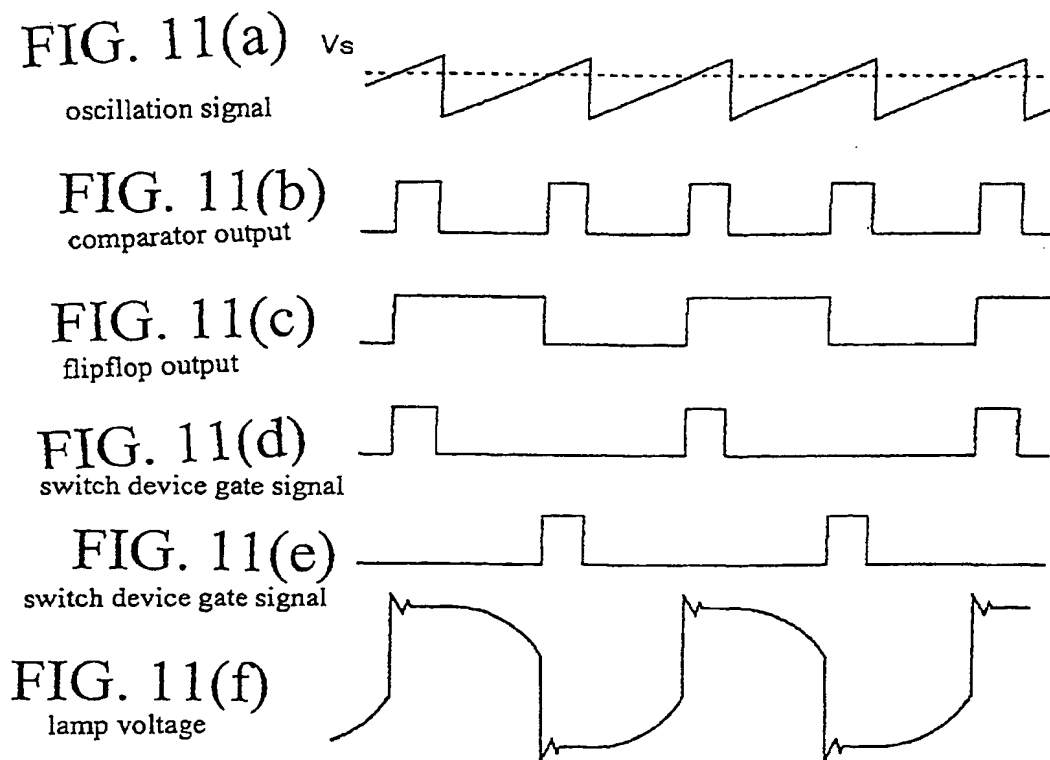 FIG. 11(a) Vs
oscillation signal
FIG. 11(b)
comparator output
FIG. 11(c)
flipflop output
FIG. 11(d)
switch device gate signal
FIG. 11(e)
switch device gate signal
FIG. 11(f)
lamp voltage